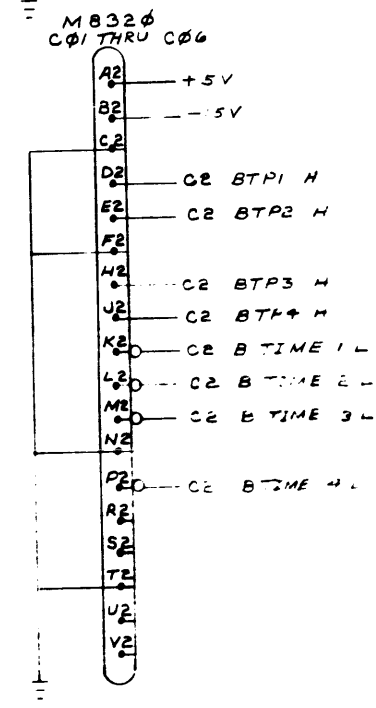 M832Ø
CØ1 THRU CØ6
A2 +5V
B2 -15V
C2
D2 C2 BTP1 H
E2 C2 BTP2 H
F2
H2 C2 BTP3 H
J2 C2 BTP4 H
K2 C2 B TIME 1 L
L2 C2 B TIME 2 L
M2 C2 B TIME 3 L
N2
P2 C2 B TIME 4 L
R2
S2
T2
U2
V2